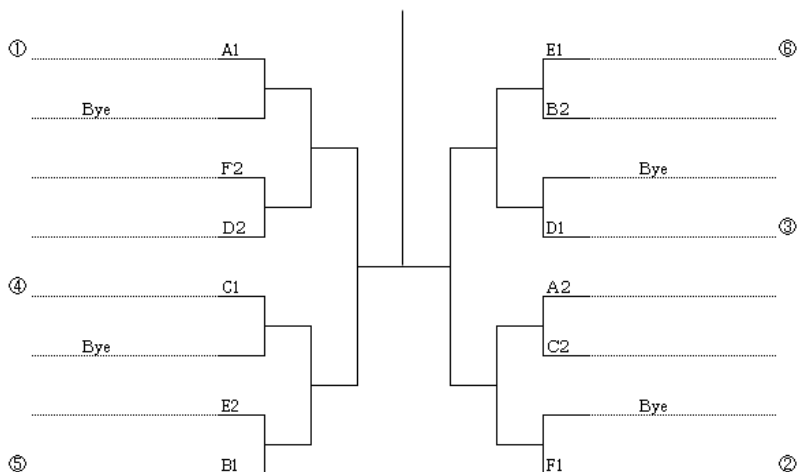 ① A1 E1 ⑥
Bye B2
F2 Bye
D2 D1 ③
④ C1 A2
Bye C2
E2 Bye
⑤ B1 F1 ②